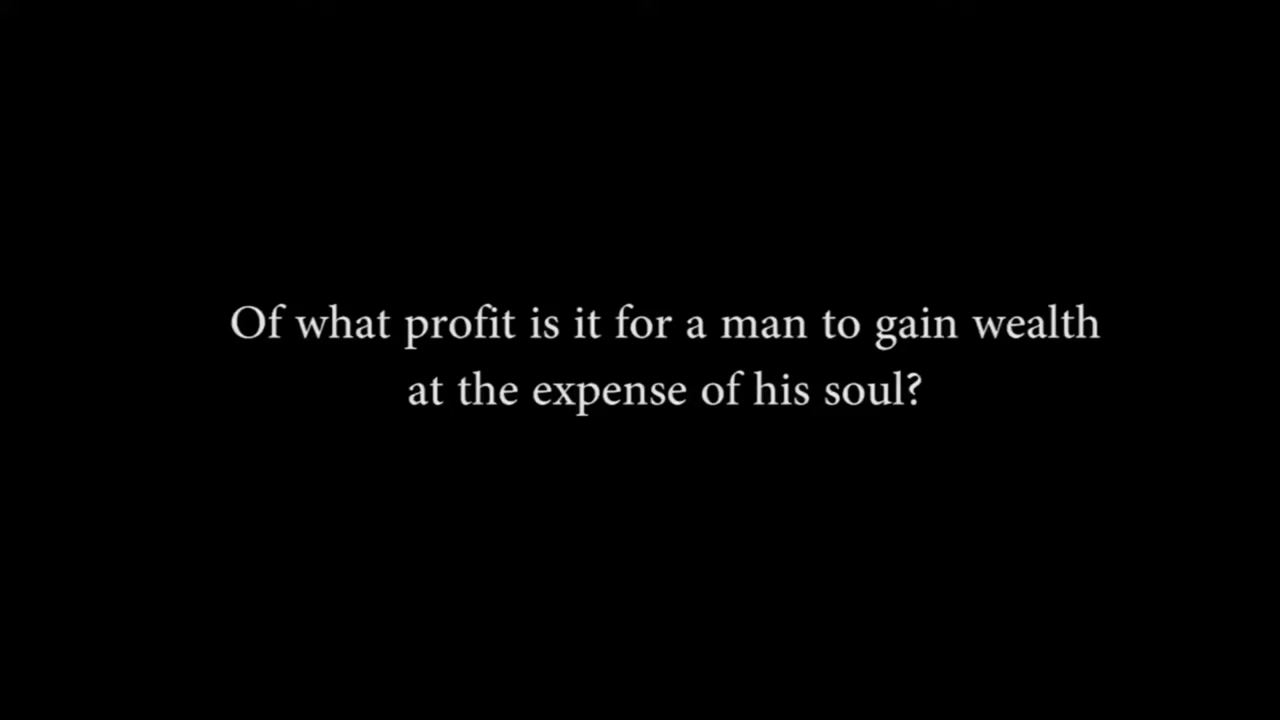 Of what profit is it for a man to gain wealth
at the expense of his soul?